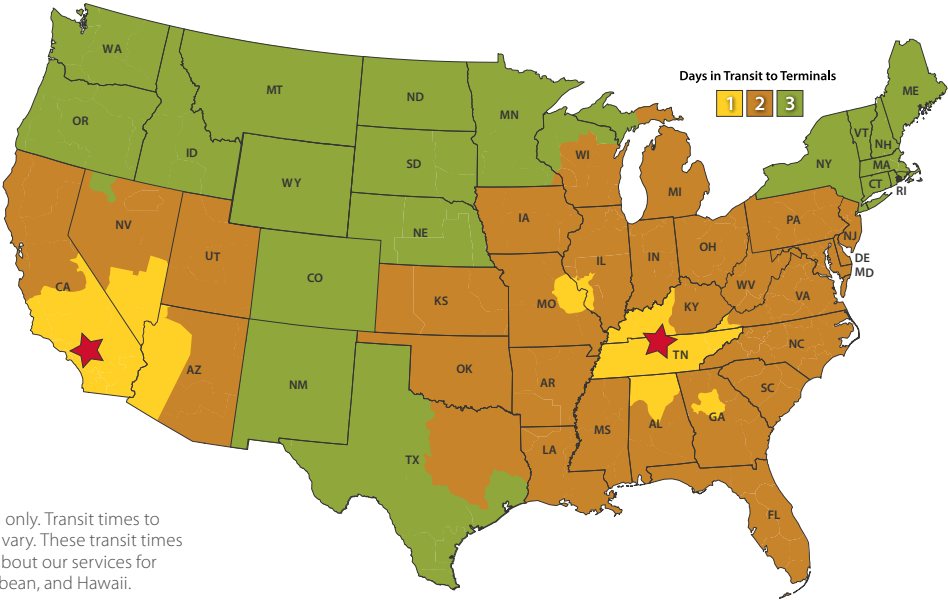 Days in Transit to Terminals
1 2 3
WA
MT
ND
MN
ME
OR
ID
SD
WI
VT
NH
NY
MA
CT
RI
WY
MI
IA
NE
PA
NV
UT
CO
IL
IN
OH
NJ
DE
MD
CA
KS
MO
WV
KY
VA
TN
NC
AZ
NM
OK
AR
SC
MS
AL
GA
LA
TX
FL
only. Transit times to
vary. These transit times
bout our services for
bean, and Hawaii.